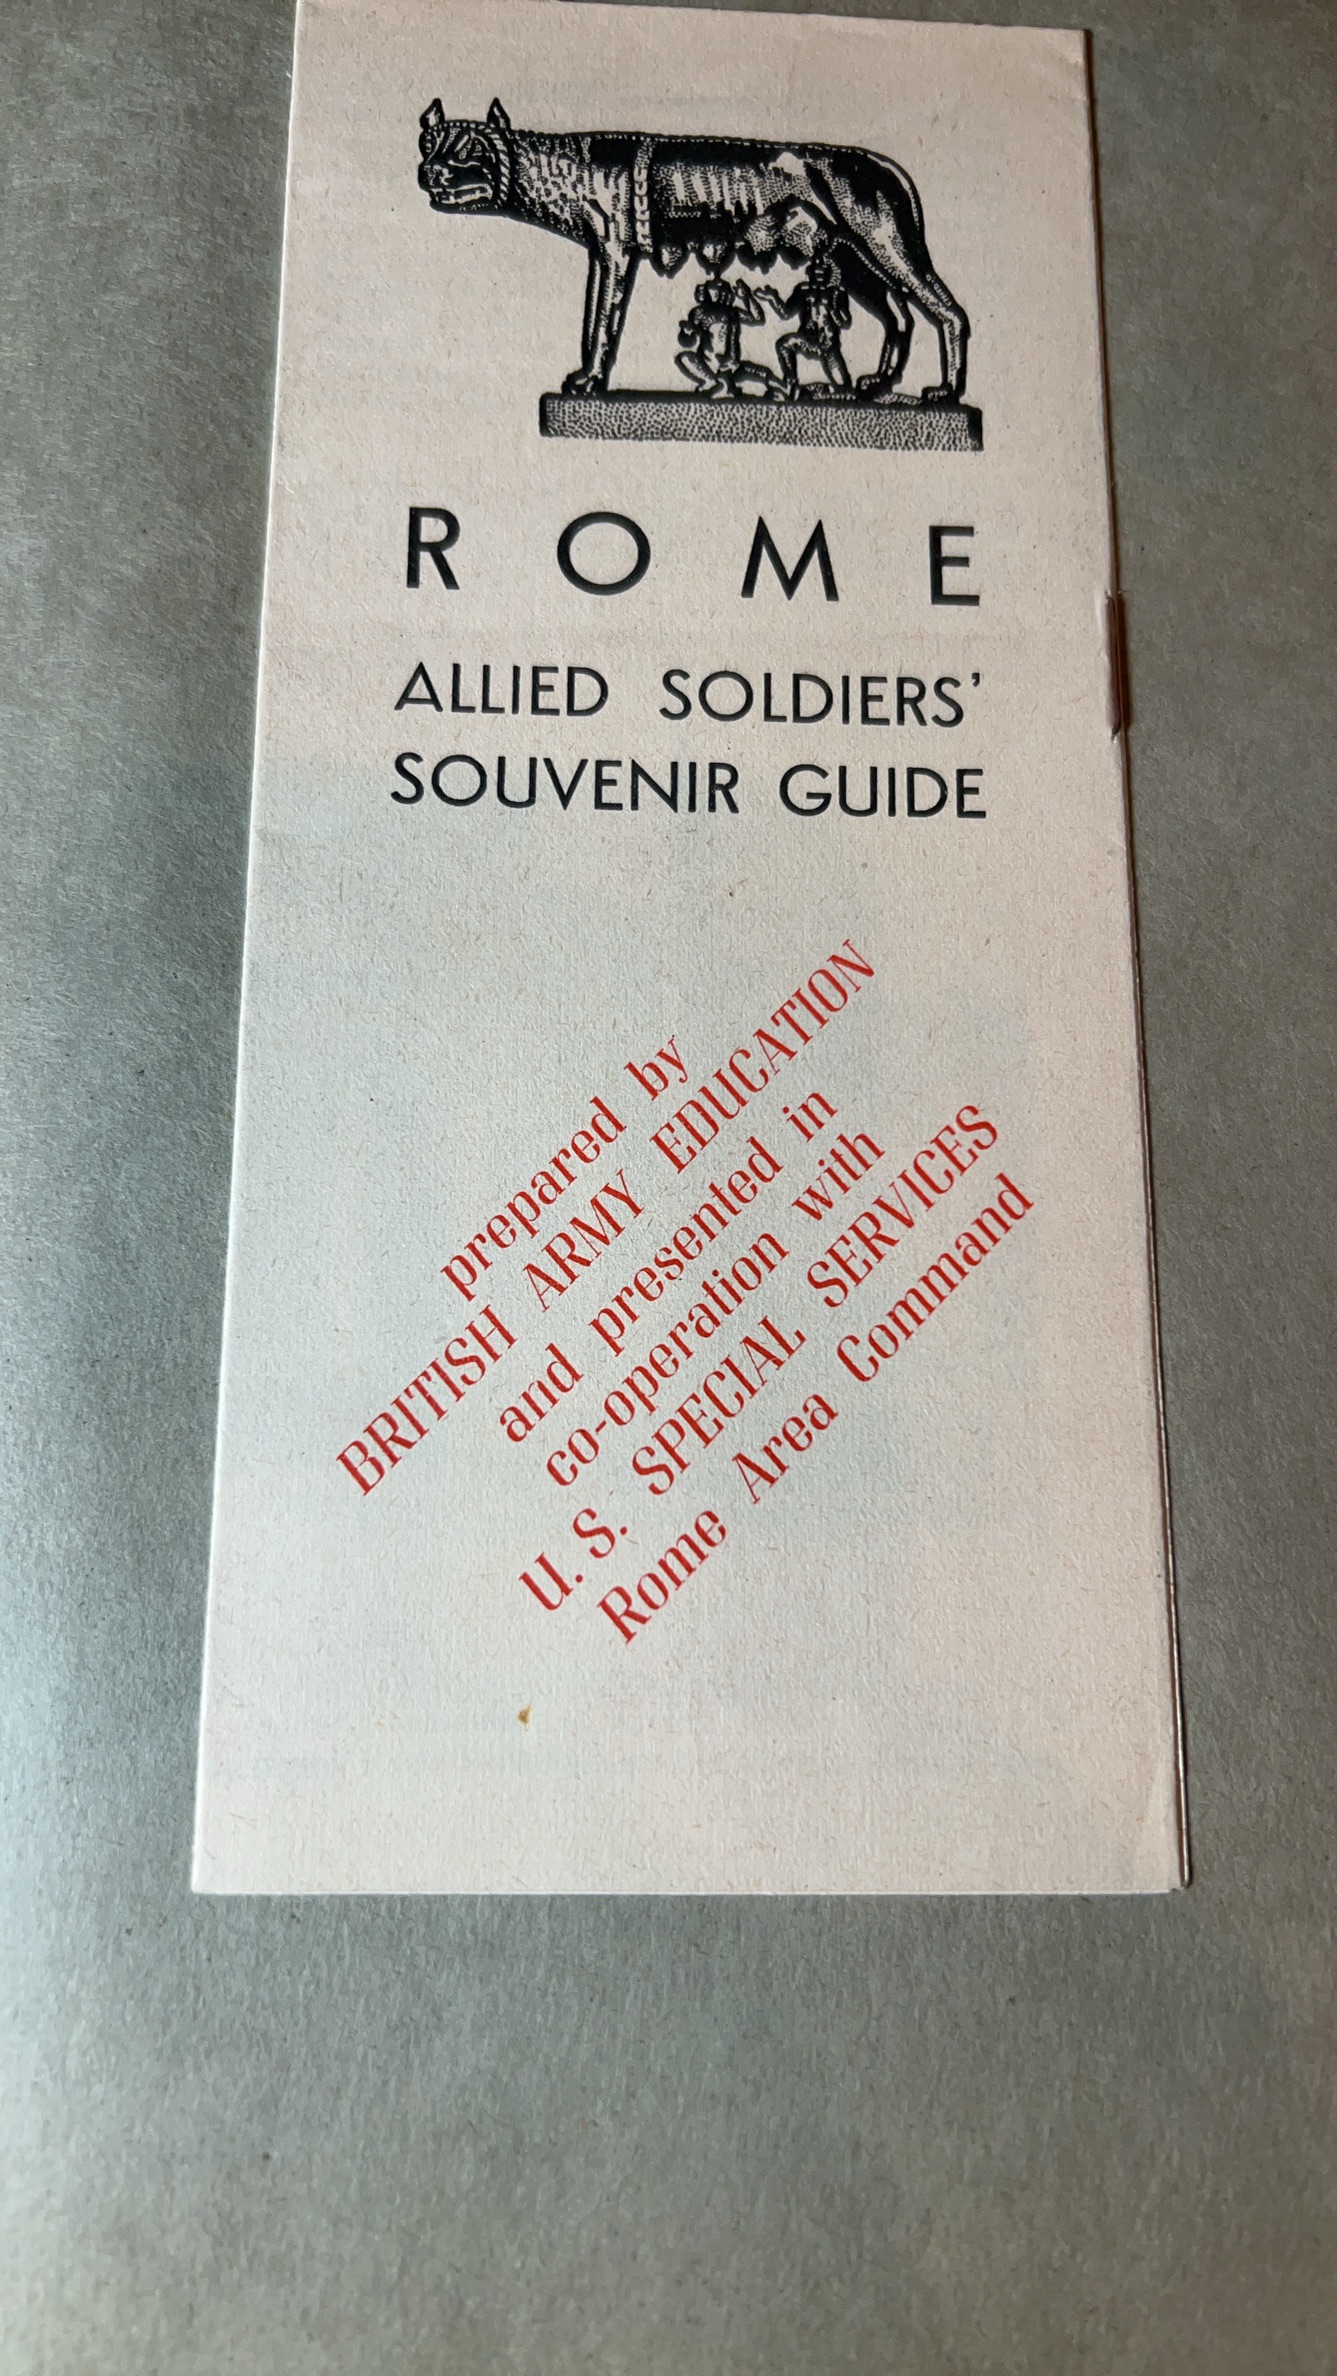 ROME
ALLIED SOLDIERS'
SOUVENIR GUIDE
prepared by
BRITISH ARMY EDUCATION
and presented in
co-operation with
U. S. SPECIAL SERVICES
Rome Area Command